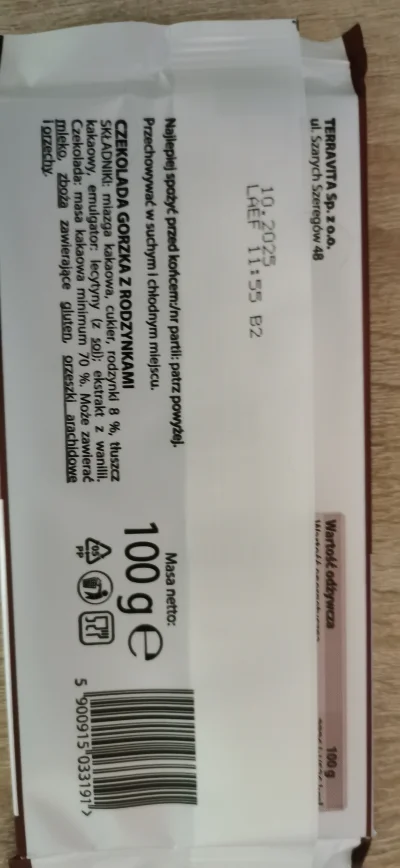 TERRAVITA Sp. z o.o.
ul. Szarych Szeregów 48
10.2025
LAEF 11:55 B2
Najlepiej spożyć przed końcem:/nr partii: patrz powyżej.
Przechowywać w suchym i chłodnym miejscu.
CZEKOLADA GORZKA Z RODZYNKAMI
SKŁADNIKI: miazga kakaowa, cukier, rodzynki 8 %, tłuszcz
kakaowy, emulgator: lecytyny (z soi); ekstrakt z wanilii.
Czekolada: masa kakaowa minimum 70 %. Może zawierać
mleko, zboża zawierające gluten, orzeszki arachidowe
i orzechy.
Wartość odżywcza 100 g
Masa netto:
100 g e
05
PP
5 900915 033191 >